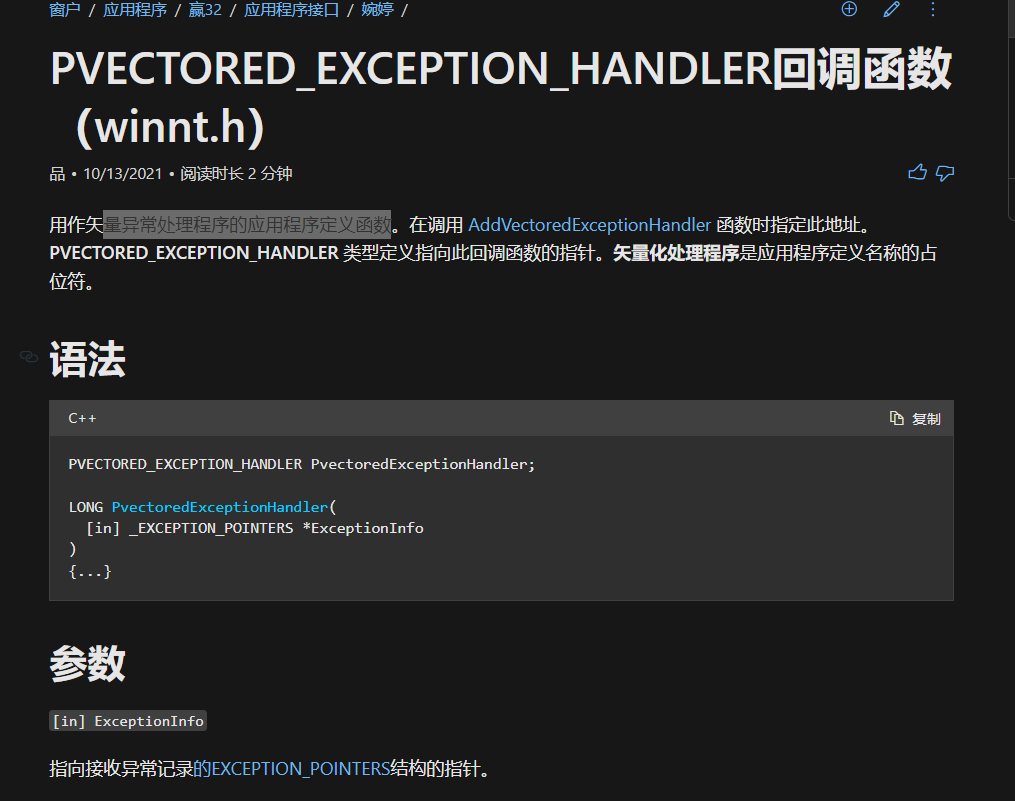 窗户 / 应用程序 / 赢32 / 应用程序接口 / 婉婷 /
PVECTORED_EXCEPTION_HANDLER回调函数
（winnt.h）
品 • 10/13/2021 • 阅读时长 2 分钟
用作矢量异常处理程序的应用程序定义函数。在调用 AddVectoredExceptionHandler 函数时指定此地址。
PVECTORED_EXCEPTION_HANDLER 类型定义指向此回调函数的指针。矢量化处理程序是应用程序定义名称的占
位符。
语法
C++ 复制
PVECTORED_EXCEPTION_HANDLER PvectoredExceptionHandler;
LONG PvectoredExceptionHandler(
[in] _EXCEPTION_POINTERS *ExceptionInfo
)
{...}
参数
[in] ExceptionInfo
指向接收异常记录的EXCEPTION_POINTERS结构的指针。